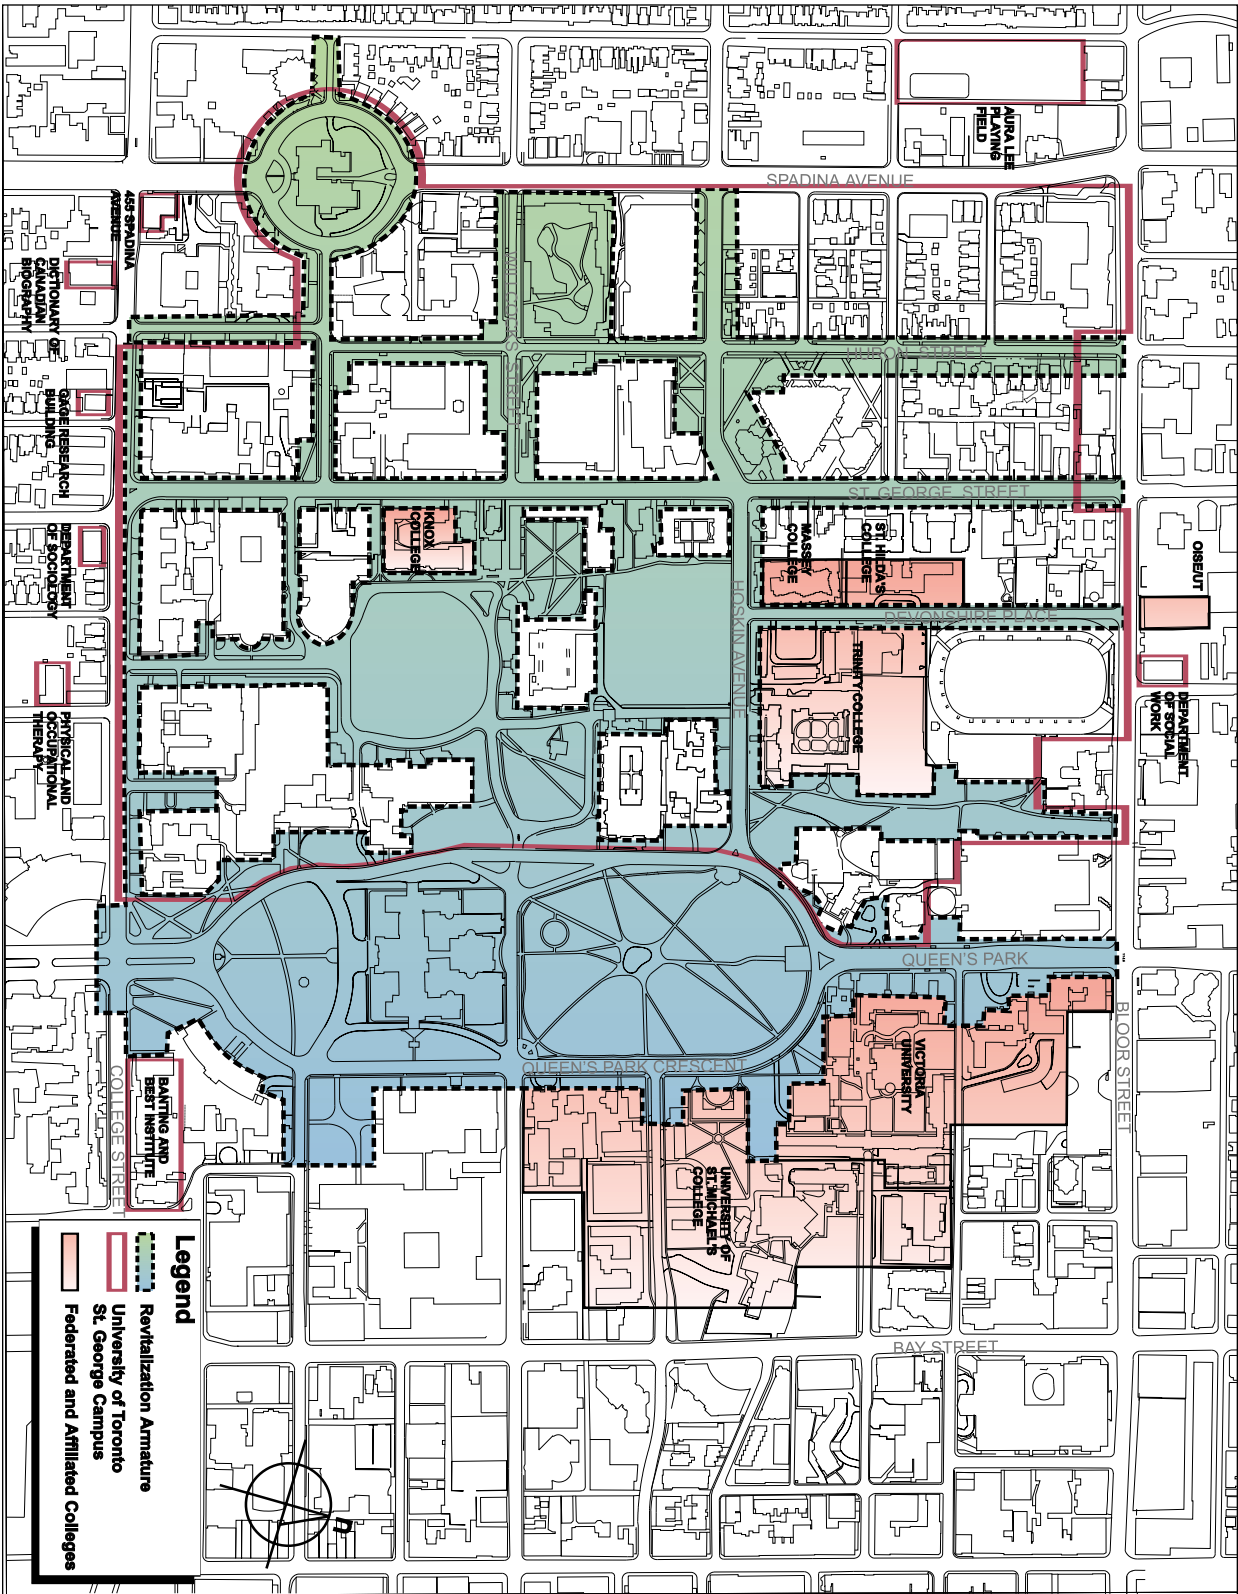 AURA LEE
PLAYING
FIELD
SPADINA AVENUE
455 SPADINA
AVENUE
DICTIONARY OF
CANADIAN
BIOGRAPHY
WILLCOCKS STREET
HURON STREET
GAGE RESEARCH
BUILDING
ST. GEORGE STREET
DEPARTMENT
OF SOCIOLOGY
KNOX
COLLEGE
MASSEY
COLLEGE
ST. HILDA'S
COLLEGE
OISE/UT
HOSKIN AVENUE
DEVONSHIRE PLACE
TRINITY COLLEGE
DEPARTMENT
OF SOCIAL
WORK
PHYSICAL AND
OCCUPATIONAL
THERAPY
QUEEN'S PARK
BLOOR STREET
VICTORIA
UNIVERSITY
QUEEN'S PARK CRESCENT
COLLEGE STREET
BANTING AND
BEST INSTITUTE
UNIVERSITY OF
ST. MICHAEL'S
COLLEGE
BAY STREET
Legend
Revitalization Armature
University of Toronto
St. George Campus
Federated and Affiliated Colleges
n